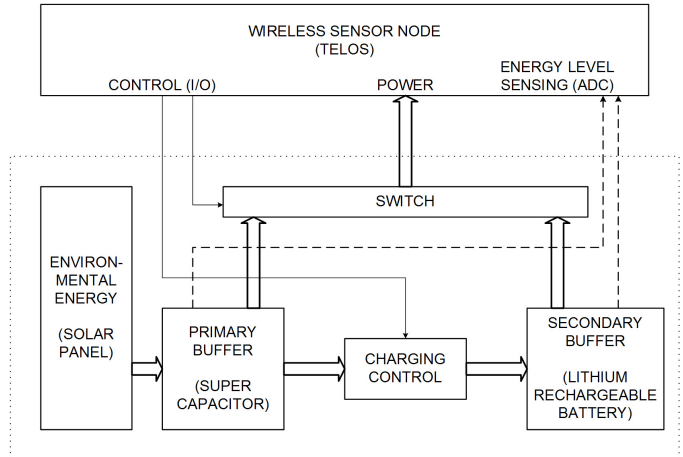 WIRELESS SENSOR NODE
(TELOS)
CONTROL (I/O)
POWER
ENERGY LEVEL
SENSING (ADC)
SWITCH
ENVIRON-
MENTAL
ENERGY
(SOLAR
PANEL)
PRIMARY
BUFFER
(SUPER
CAPACITOR)
CHARGING
CONTROL
SECONDARY
BUFFER
(LITHIUM
RECHARGEABLE
BATTERY)